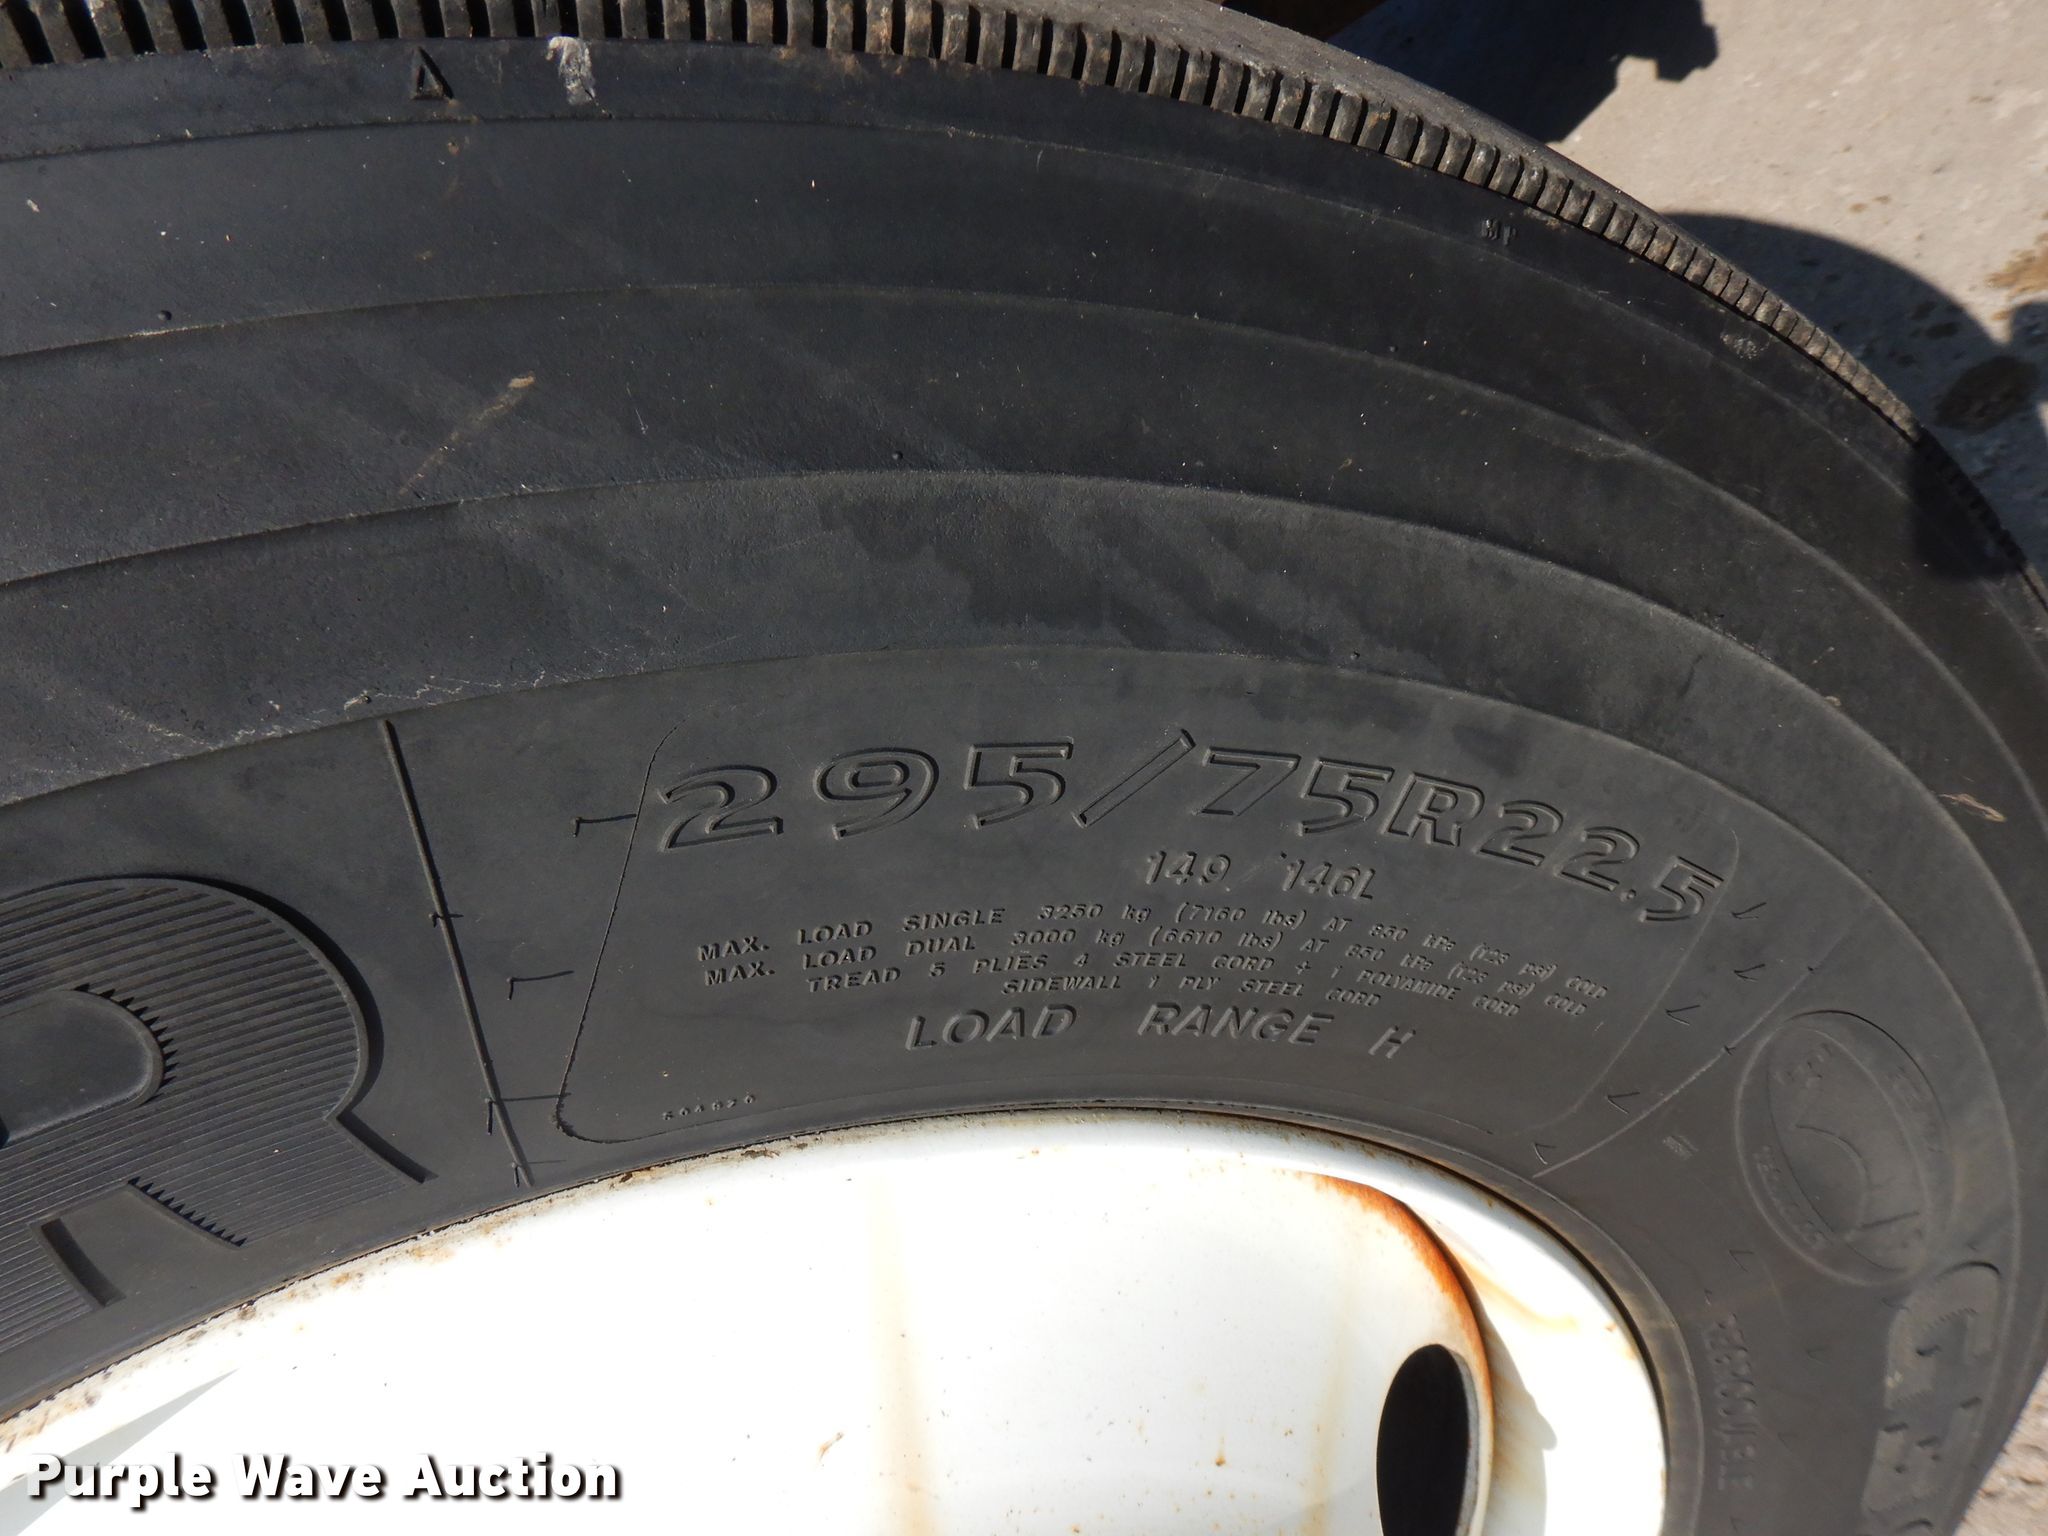 MP
295/75R22.5
149 / 146L
MAX. LOAD SINGLE 3250 kg (7160 lbs) AT 850 kPa (123 psi) COLD
MAX. LOAD DUAL 3000 kg (6610 lbs) AT 850 kPa (123 psi) COLD
TREAD 5 PLIES 4 STEEL CORD + 1 POLYAMIDE CORD
SIDEWALL 1 PLY STEEL CORD
LOAD RANGE H
R
REGROOVABLE
Purple Wave Auction